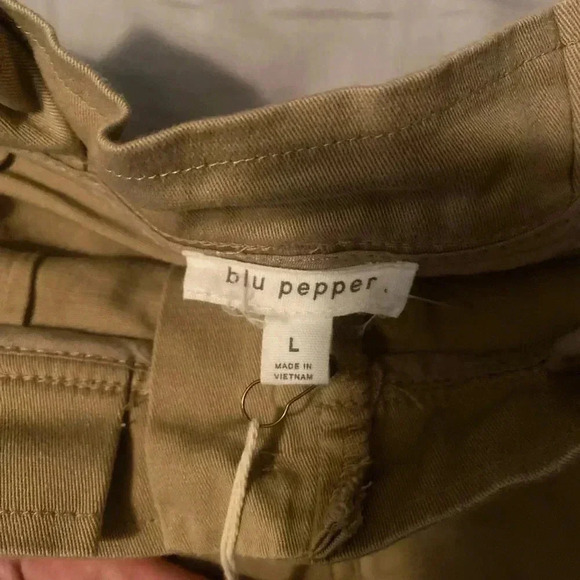 blu pepper.
L
MADE IN
VIETNAM